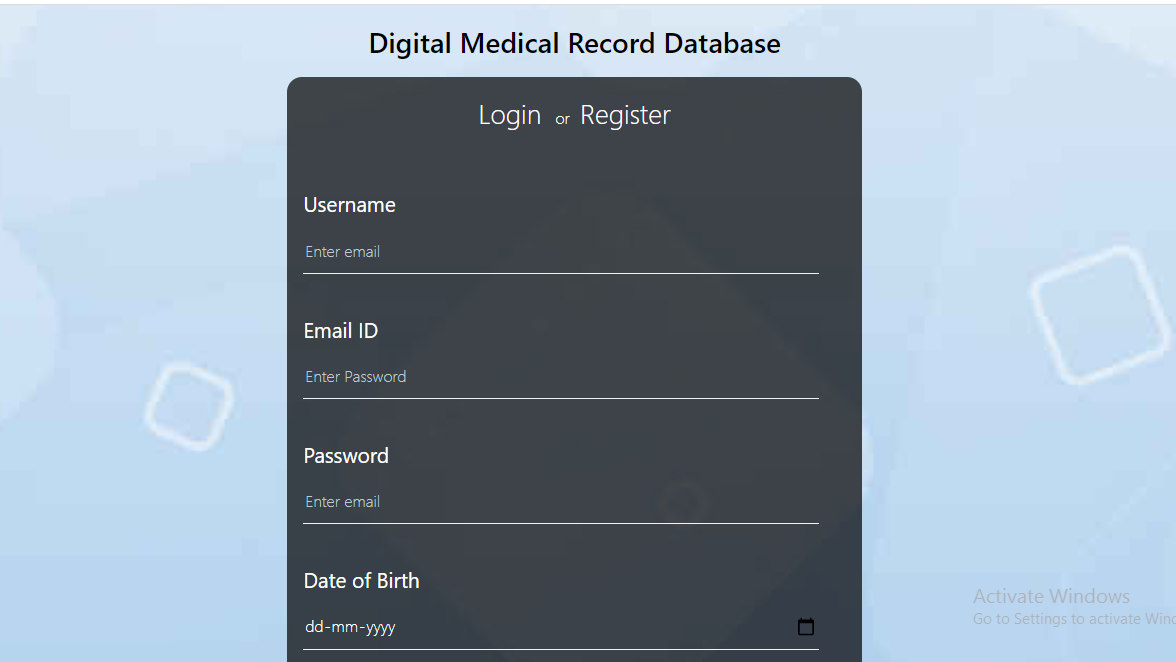 Digital Medical Record Database
Login or Register
Username
Enter email
Email ID
Enter Password
Password
Enter email
Date of Birth
dd-mm-yyyy
Activate Windows
Go to Settings to activate